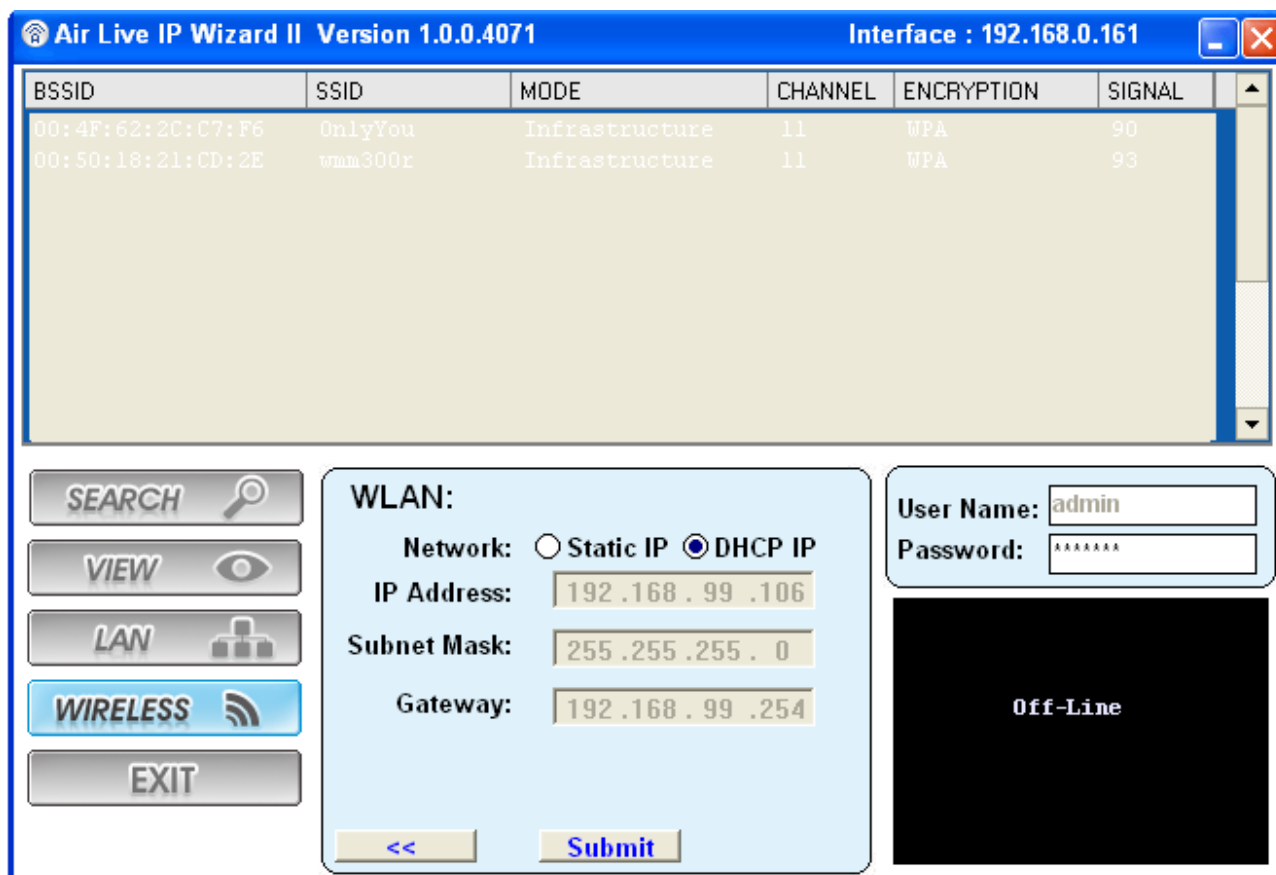 Air Live IP Wizard II Version 1.0.0.4071 Interface : 192.168.0.161
BSSID SSID MODE CHANNEL ENCRYPTION SIGNAL
00:4F:62:2C:C7:F6 OnlyYou Infrastructure 11 WPA 90
00:50:18:21:CD:2E wmm300r Infrastructure 11 WPA 93
SEARCH
VIEW
LAN
WIRELESS
EXIT
WLAN:
Network: Static IP DHCP IP
IP Address: 192 .168 . 99 .106
Subnet Mask: 255 .255 .255 . 0
Gateway: 192 .168 . 99 .254
<< Submit
User Name: admin
Password: *******
Off-Line